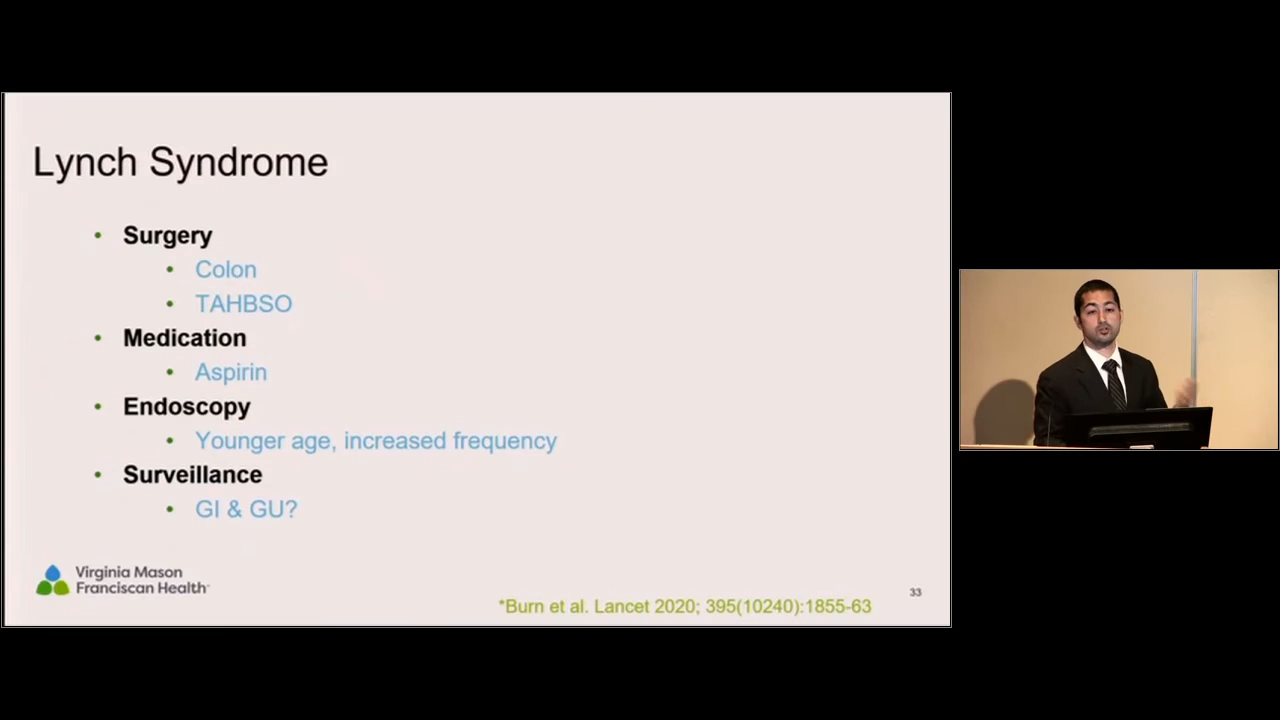 Lynch Syndrome
• Surgery
• Colon
• TAHBSO
• Medication
• Aspirin
• Endoscopy
• Younger age, increased frequency
• Surveillance
• GI & GU?
Virginia Mason
Franciscan Health
33
*Burn et al. Lancet 2020; 395(10240):1855-63